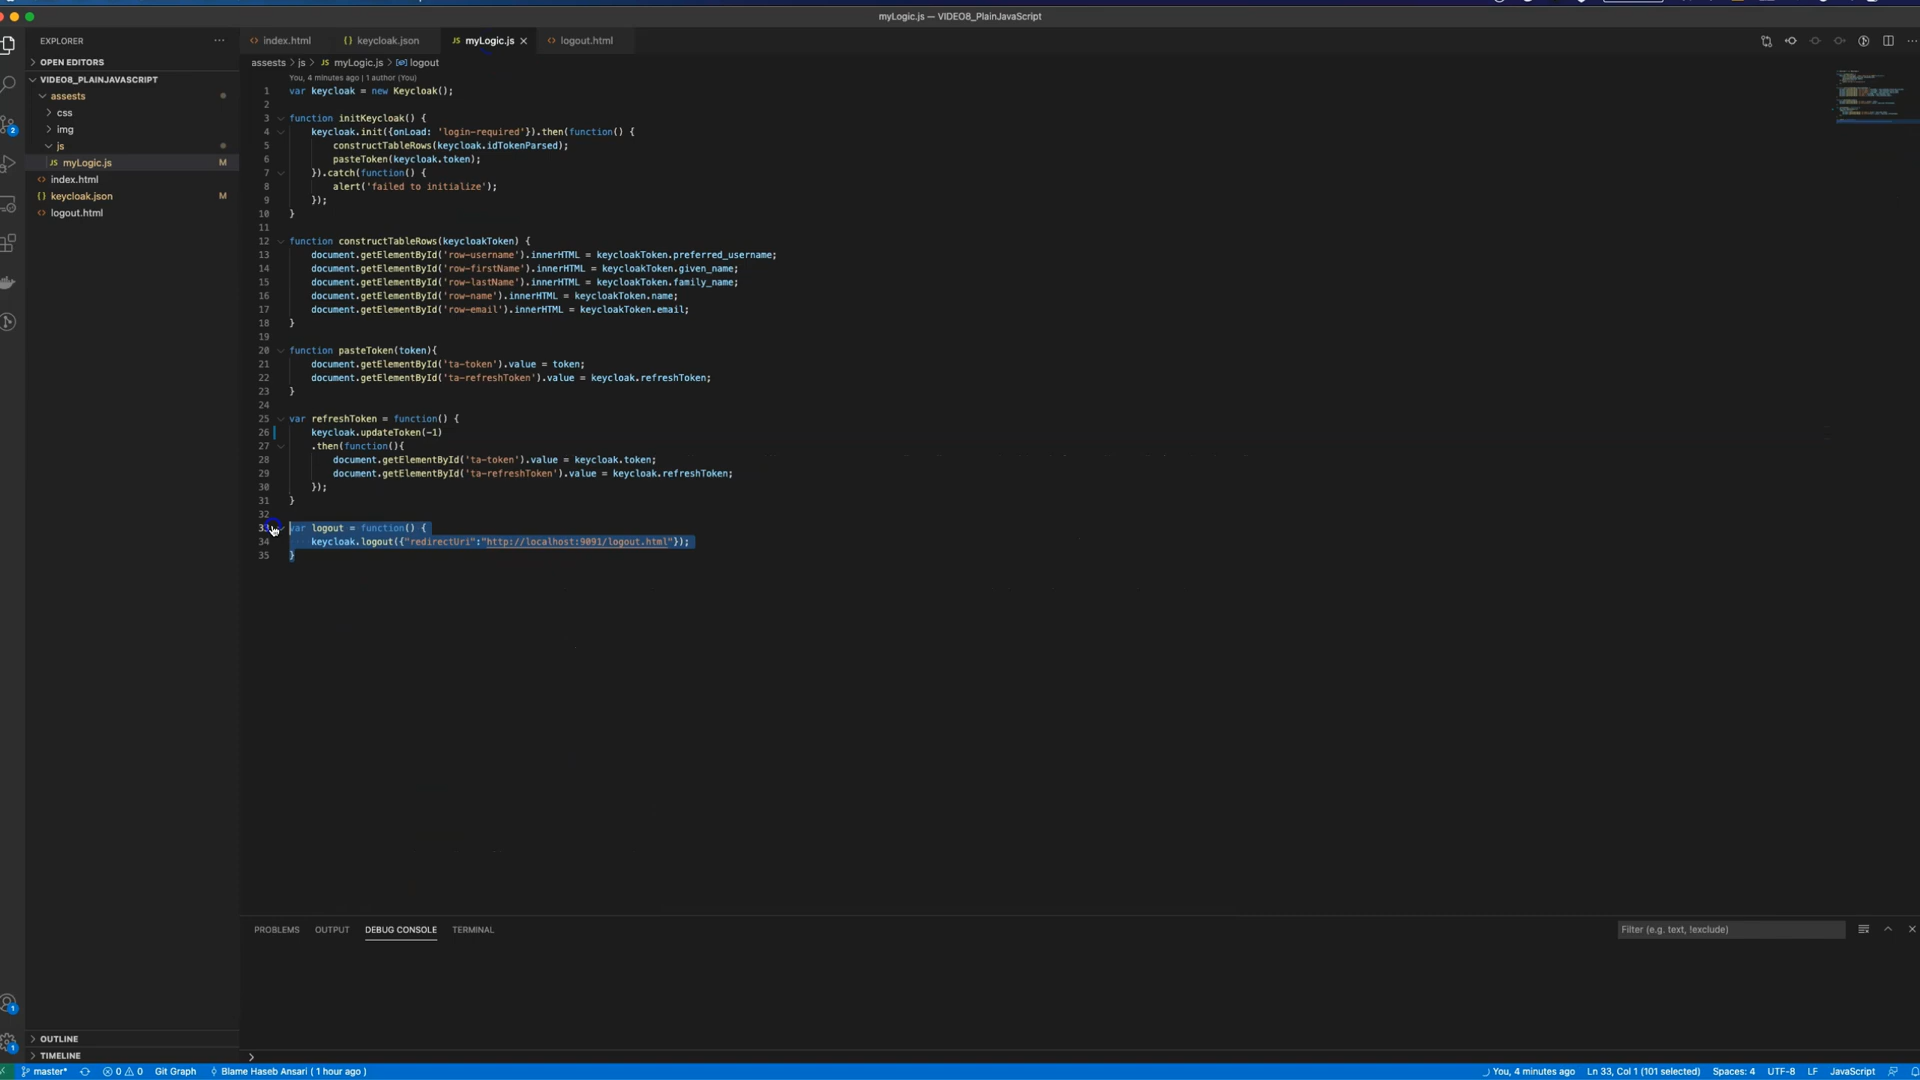 myLogic.js — VIDEO8_PlainJavaScript
EXPLORER
index.html
keycloak.json
myLogic.js
logout.html
OPEN EDITORS
assests > js > myLogic.js > logout
VIDEO8_PLAINJAVASCRIPT
assests
css
img
js
myLogic.js M
index.html
keycloak.json M
logout.html
You, 4 minutes ago | 1 author (You)
1 var keycloak = new Keycloak();
2
3 function initKeycloak() {
4 keycloak.init({onLoad: 'login-required'}).then(function() {
5 constructTableRows(keycloak.idTokenParsed);
6 pasteToken(keycloak.token);
7 }).catch(function() {
8 alert('failed to initialize');
9 });
10 }
11
12 function constructTableRows(keycloakToken) {
13 document.getElementById('row-username').innerHTML = keycloakToken.preferred_username;
14 document.getElementById('row-firstName').innerHTML = keycloakToken.given_name;
15 document.getElementById('row-lastName').innerHTML = keycloakToken.family_name;
16 document.getElementById('row-name').innerHTML = keycloakToken.name;
17 document.getElementById('row-email').innerHTML = keycloakToken.email;
18 }
19
20 function pasteToken(token){
21 document.getElementById('ta-token').value = token;
22 document.getElementById('ta-refreshToken').value = keycloak.refreshToken;
23 }
24
25 var refreshToken = function() {
26 keycloak.updateToken(-1)
27 .then(function(){
28 document.getElementById('ta-token').value = keycloak.token;
29 document.getElementById('ta-refreshToken').value = keycloak.refreshToken;
30 });
31 }
32
33 var logout = function() {
34 keycloak.logout({"redirectUri":"http://localhost:9091/logout.html"});
35 }
PROBLEMS OUTPUT DEBUG CONSOLE TERMINAL
Filter (e.g. text, !exclude)
OUTLINE
TIMELINE
master* 0 0 Git Graph Blame Haseb Ansari ( 1 hour ago )
You, 4 minutes ago Ln 33, Col 1 (101 selected) Spaces: 4 UTF-8 LF JavaScript